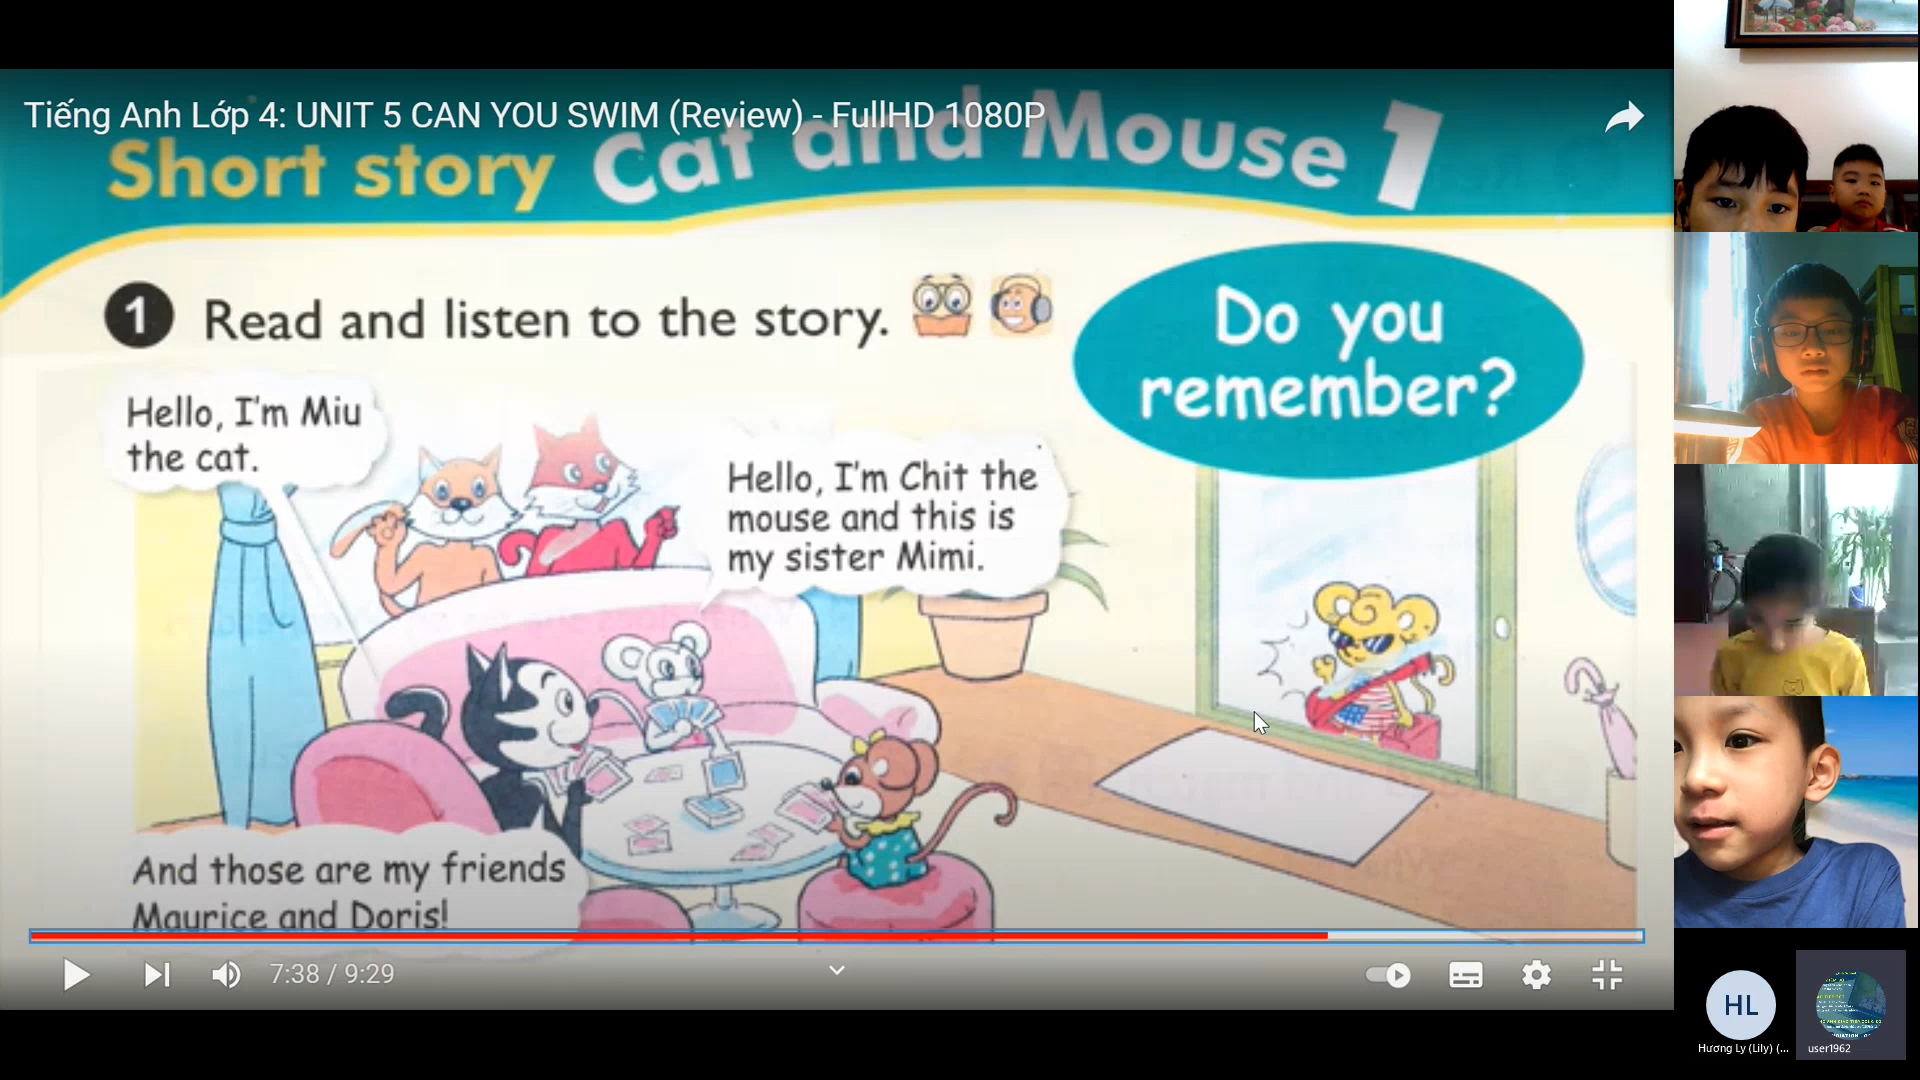 Tiếng Anh Lớp 4: UNIT 5 CAN YOU SWIM (Review) - FullHD 1080P
Short story Cat and Mouse 1
1 Read and listen to the story.
Do you
remember?
Hello, I'm Miu
the cat.
Hello, I'm Chit the
mouse and this is
my sister Mimi.
And those are my friends
Maurice and Doris!
7:38 / 9:29
HL
Hương Ly (Lily) (...
user1962